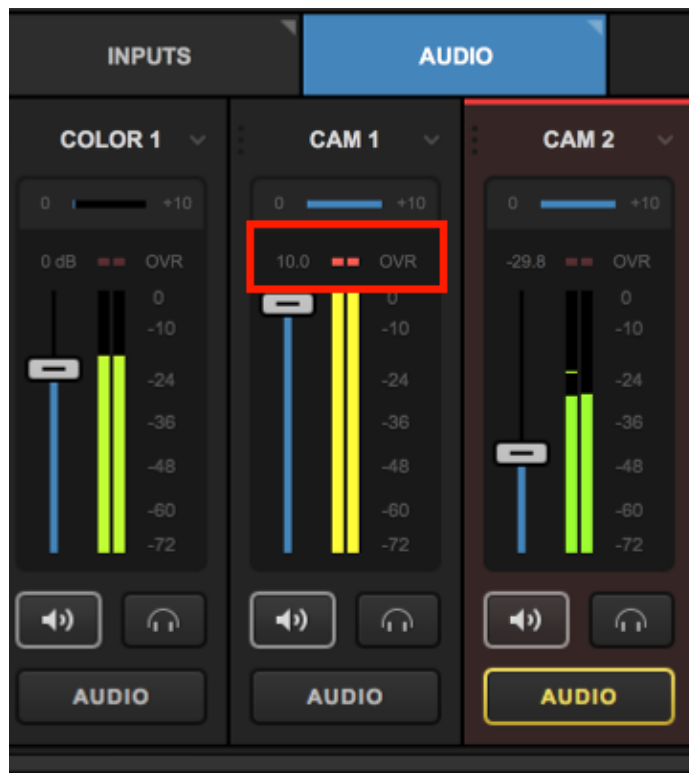 INPUTS AUDIO
COLOR 1 CAM 1 CAM 2
0 +10 0 +10 0 +10
0 dB OVR 10.0 OVR -29.8 OVR
0 0 0
-10 -10 -10
-24 -24 -24
-36 -36 -36
-48 -48 -48
-60 -60 -60
-72 -72 -72
AUDIO AUDIO AUDIO